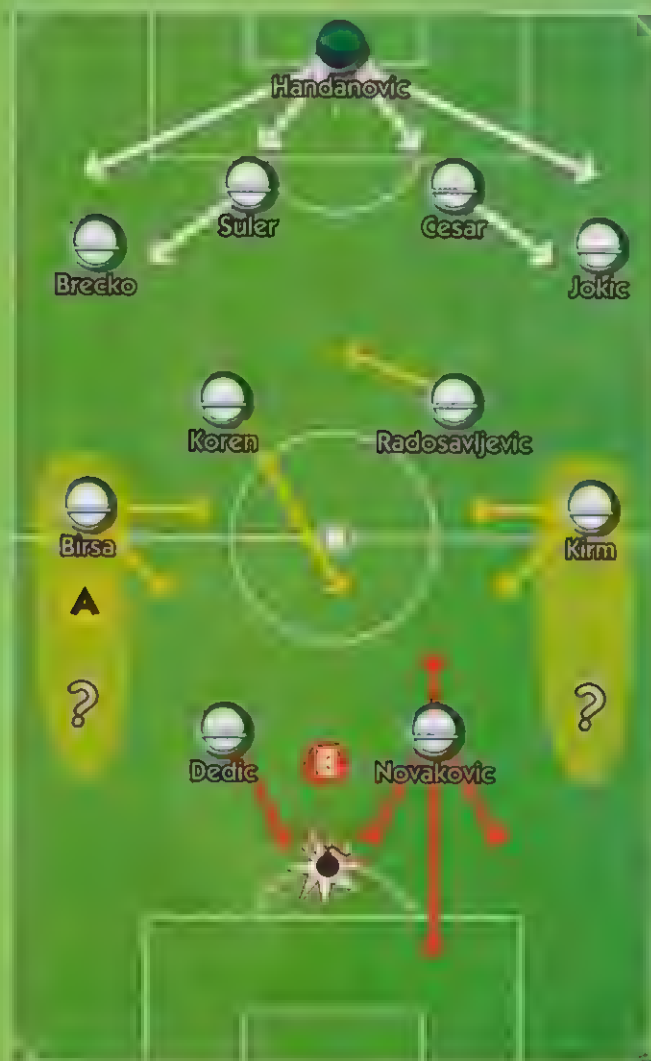 Handanovic
Suler
Cesar
Brecko
Jokic
Koren
Radosavljevic
Birsa
Kirm
A
?
?
Dedic
Novakovic